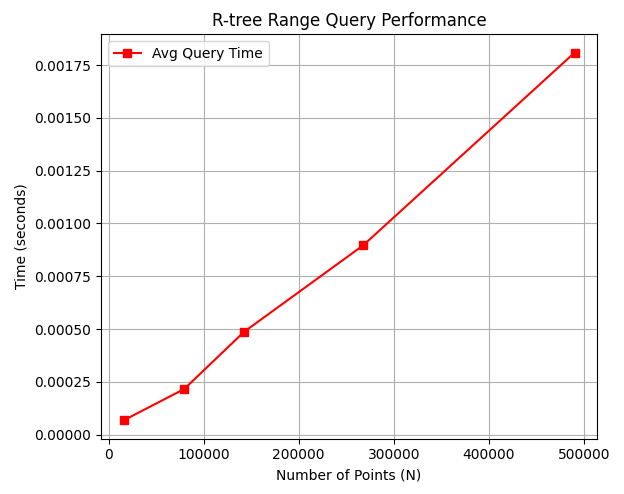 R-tree Range Query Performance
Avg Query Time
Time (seconds)
0.00175
0.00150
0.00125
0.00100
0.00075
0.00050
0.00025
0.00000
0 100000 200000 300000 400000 500000
Number of Points (N)